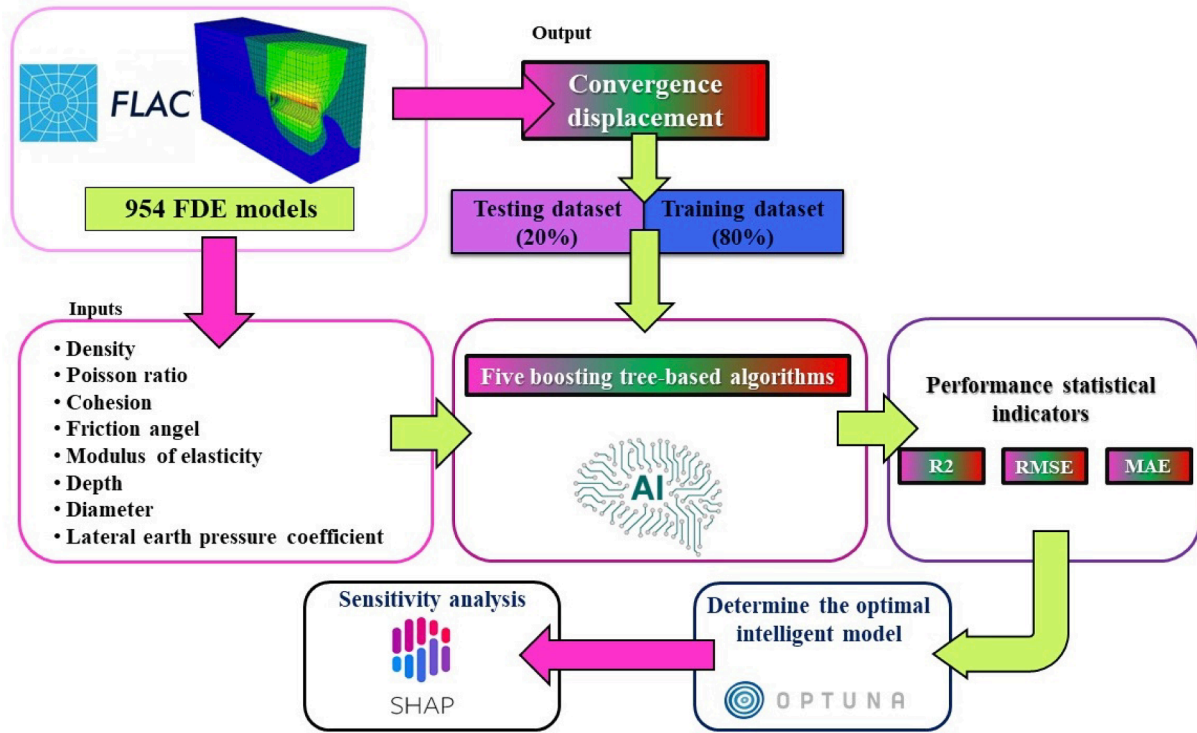 FLAC
954 FDE models
Output
Convergence
displacement
Testing dataset
(20%)
Training dataset
(80%)
Inputs
• Density
• Poisson ratio
• Cohesion
• Friction angel
• Modulus of elasticity
• Depth
• Diameter
• Lateral earth pressure coefficient
Five boosting tree-based algorithms
AI
Performance statistical
indicators
R2
RMSE
MAE
Sensitivity analysis
SHAP
Determine the optimal
intelligent model
OPTUNA